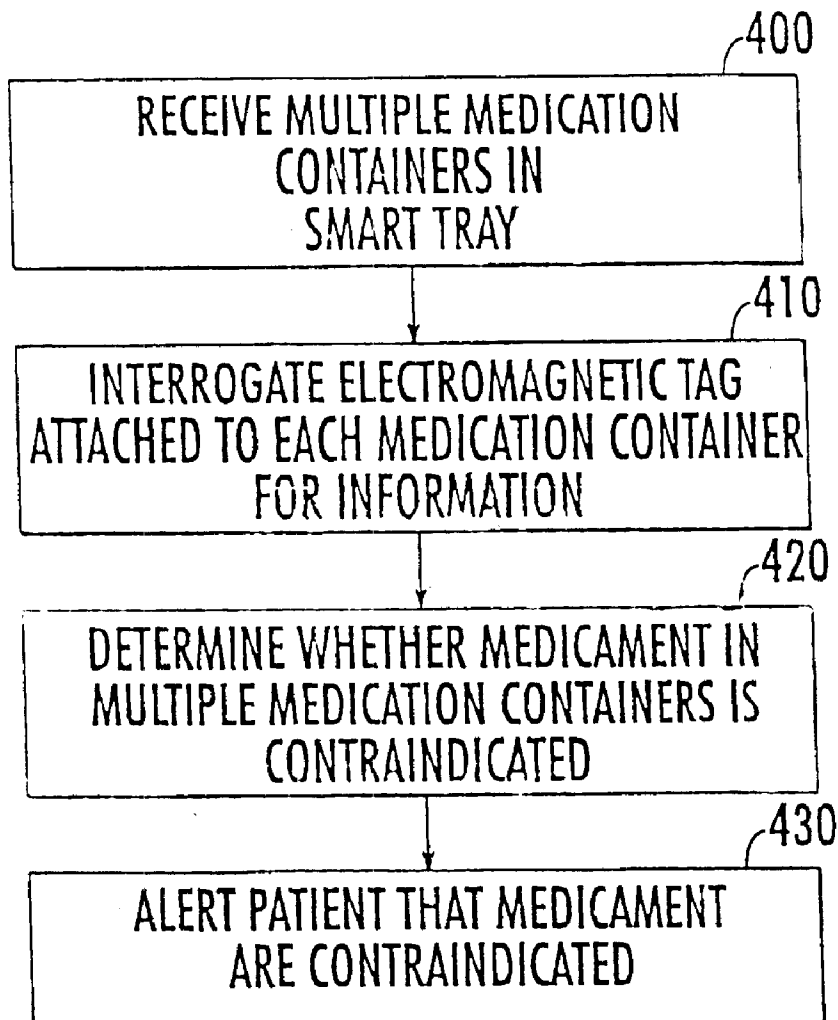 400
RECEIVE MULTIPLE MEDICATION
CONTAINERS IN
SMART TRAY
410
INTERROGATE ELECTROMAGNETIC TAG
ATTACHED TO EACH MEDICATION CONTAINER
FOR INFORMATION
420
DETERMINE WHETHER MEDICAMENT IN
MULTIPLE MEDICATION CONTAINERS IS
CONTRAINDICATED
430
ALERT PATIENT THAT MEDICAMENT
ARE CONTRAINDICATED